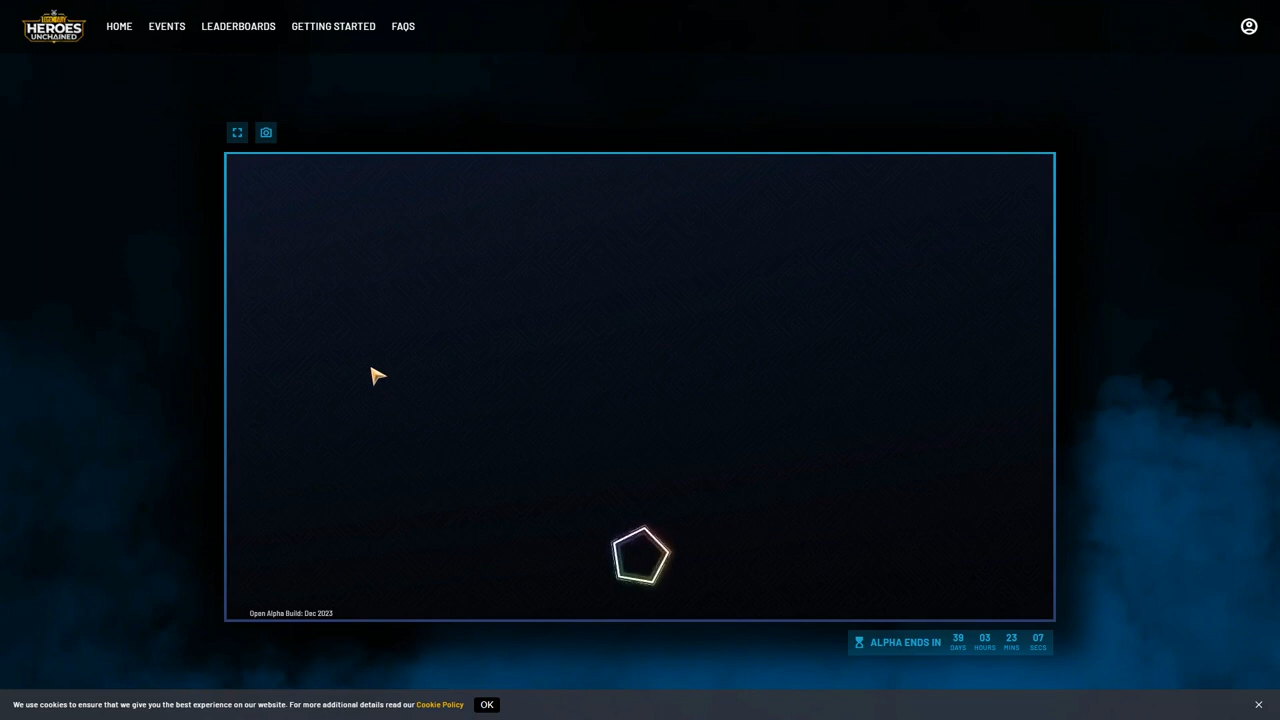 LEGENDARY
HEROES
UNCHAINED
HOME EVENTS LEADERBOARDS GETTING STARTED FAQS
Open Alpha Build: Dec 2023
ALPHA ENDS IN 39 03 23 07
DAYS HOURS MINS SECS
We use cookies to ensure that we give you the best experience on our website. For more additional details read our Cookie Policy OK